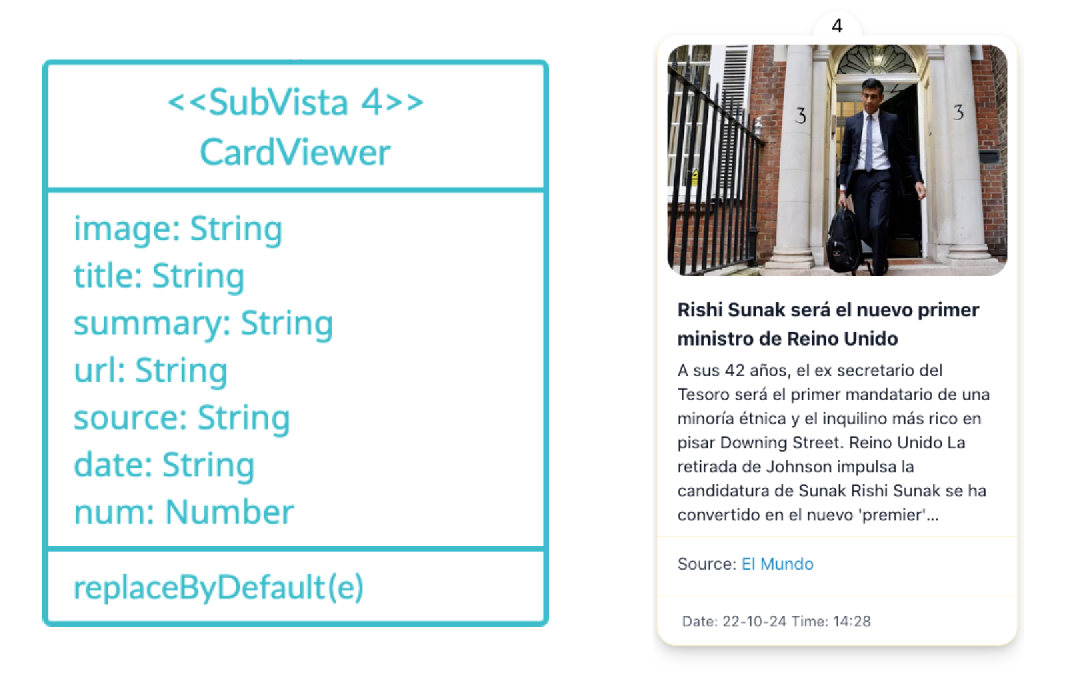 <<SubVista 4>>
CardViewer
image: String
title: String
summary: String
url: String
source: String
date: String
num: Number
replaceByDefault(e)
4
3
3
Rishi Sunak será el nuevo primer
ministro de Reino Unido
A sus 42 años, el ex secretario del
Tesoro será el primer mandatario de una
minoría étnica y el inquilino más rico en
pisar Downing Street. Reino Unido La
retirada de Johnson impulsa la
candidatura de Sunak Rishi Sunak se ha
convertido en el nuevo 'premier'...
Source: El Mundo
Date: 22-10-24 Time: 14:28